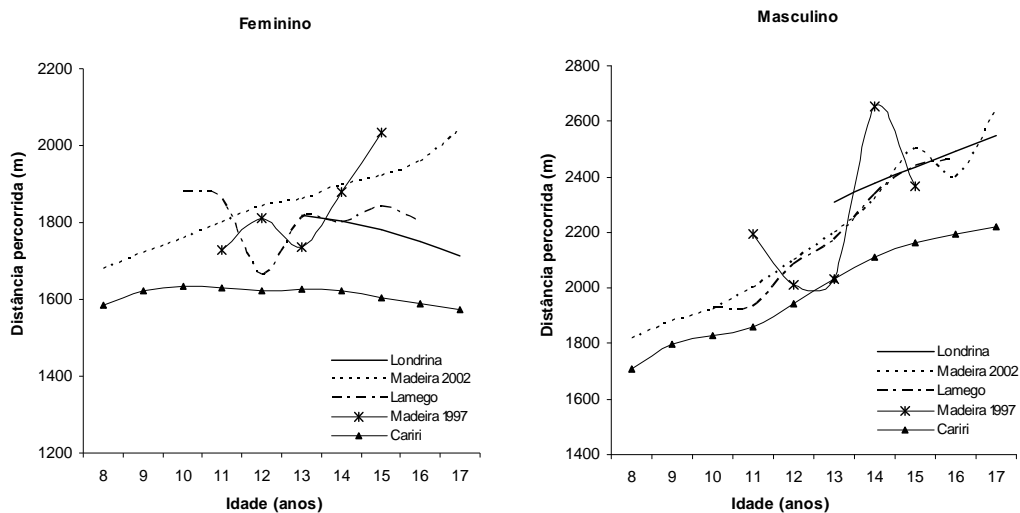 Feminino
Distância percorrida (m)
2200
2000
1800
1600
1400
1200
8 9 10 11 12 13 14 15 16 17
Idade (anos)
Londrina
Madeira 2002
Lamego
Madeira 1997
Cariri
Masculino
Distância percorrida (m)
2800
2600
2400
2200
2000
1800
1600
1400
8 9 10 11 12 13 14 15 16 17
Idade (anos)
Londrina
Madeira 2002
Lamego
Madeira 1997
Cariri